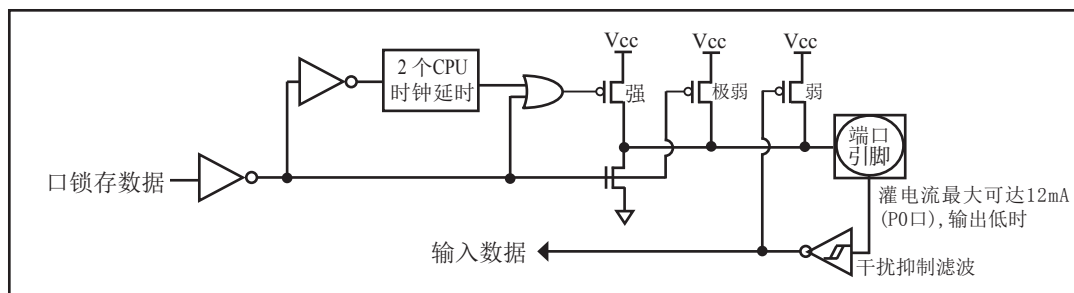 Vcc
Vcc
Vcc
2 个CPU
时钟延时
强
极弱
弱
端口
引脚
口锁存数据
灌电流最大可达12mA
(P0口),输出低时
输入数据
干扰抑制滤波